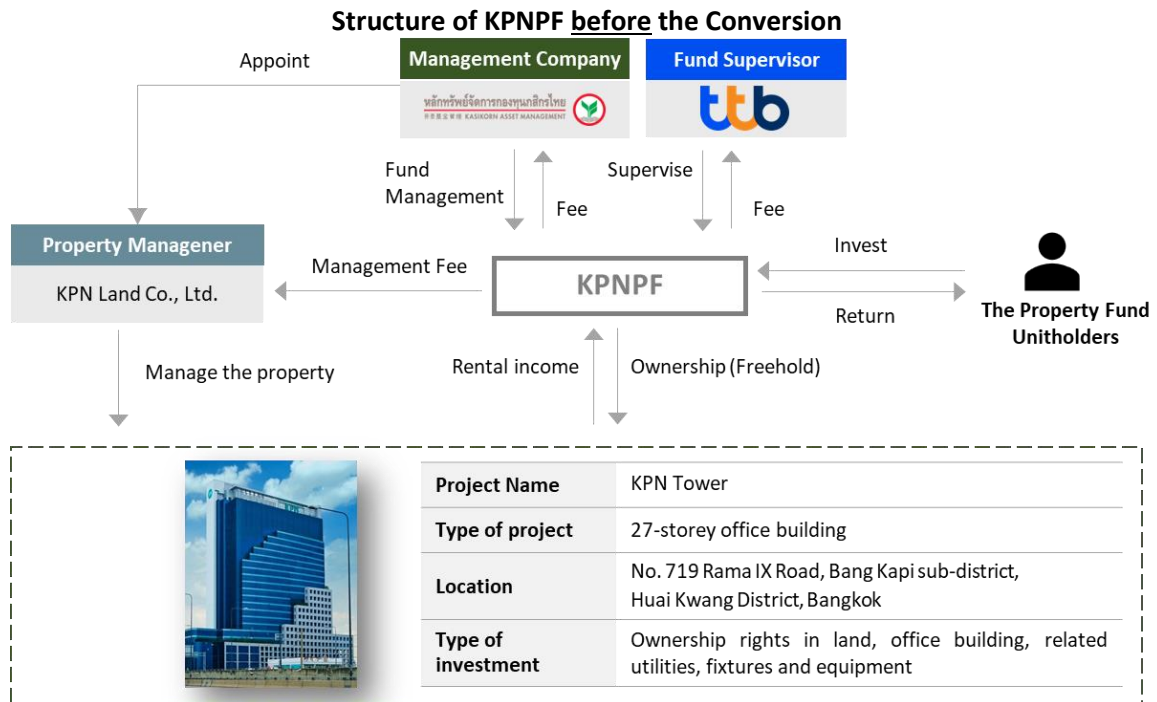 Structure of KPNPF before the Conversion
Appoint
Management Company
Fund Supervisor
หลักทรัพย์จัดการกองทุนกสิกรไทย
KASIKORN ASSET MANAGEMENT
ttb
Fund
Management
Fee
Supervise
Fee
Property Managener
KPN Land Co., Ltd.
Management Fee
KPNPF
Invest
Return
The Property Fund
Unitholders
Manage the property
Rental income
Ownership (Freehold)
KPN
Project Name
KPN Tower
Type of project
27-storey office building
Location
No. 719 Rama IX Road, Bang Kapi sub-district,
Huai Kwang District, Bangkok
Type of
investment
Ownership rights in land, office building, related
utilities, fixtures and equipment